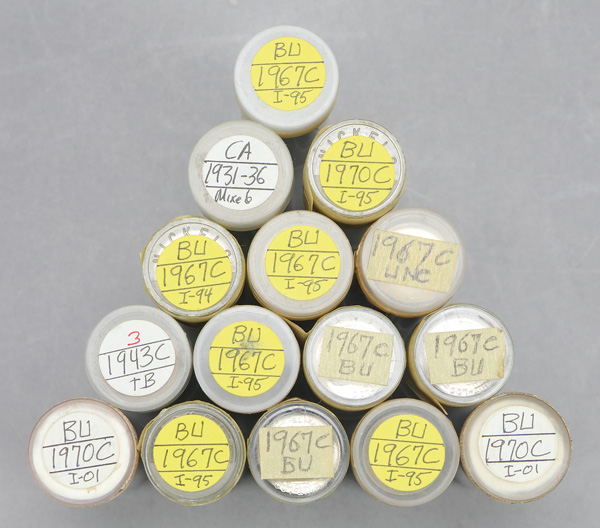 BU
1967C
I-95
CA
1931-36
Mixeb
NICKELS
BU
1970C
I-95
NICKELS
BU
1967C
I-94
BU
1967C
I-95
1967C
UNC
3
1943C
+B
BU
1967C
I-95
1967C
BU
1967C
BU
BU
1970C
I-01
BU
1967C
I-95
1967C
BU
BU
1967C
I-95
BU
1970C
I-01